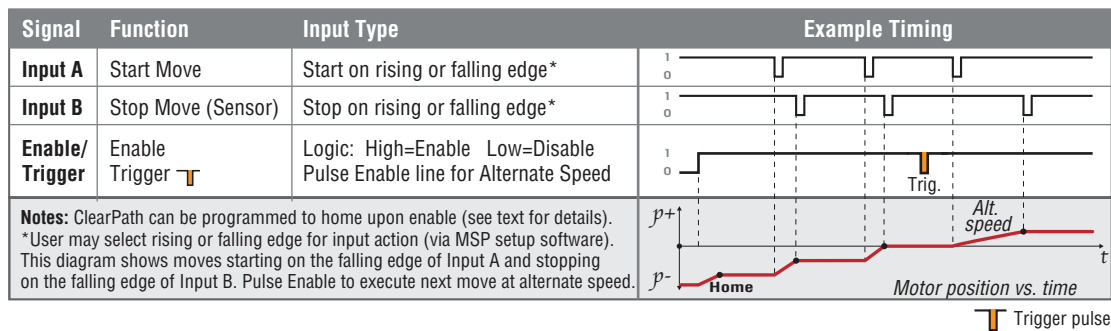 Signal Function Input Type Example Timing
Input A Start Move Start on rising or falling edge*
1
0
Input B Stop Move (Sensor) Stop on rising or falling edge*
1
0
Enable/ Enable Logic: High=Enable Low=Disable
Trigger Trigger Pulse Enable line for Alternate Speed
1
0
Trig.
Notes: ClearPath can be programmed to home upon enable (see text for details).
*User may select rising or falling edge for input action (via MSP setup software).
This diagram shows moves starting on the falling edge of Input A and stopping
on the falling edge of Input B. Pulse Enable to execute next move at alternate speed.
p+
Alt.
speed
t
p-
Home
Motor position vs. time
Trigger pulse